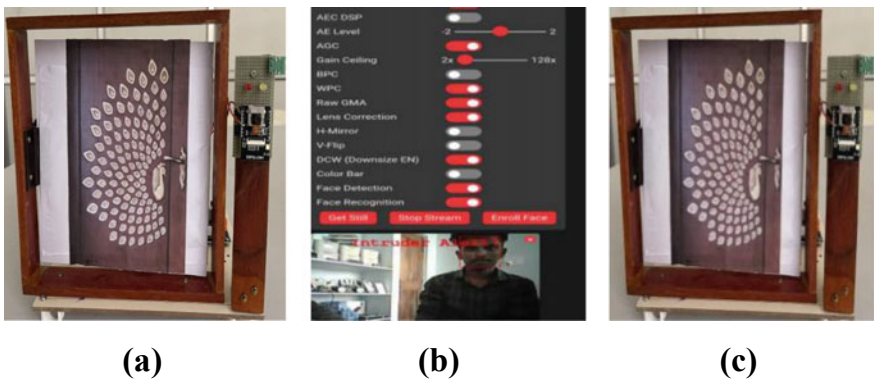 AEC DSP
AE Level -2 2
AGC
Gain Ceiling 2x 128x
BPC
WPC
Raw GMA
Lens Correction
H-Mirror
V-Flip
DCW (Downsize EN)
Color Bar
Face Detection
Face Recognition
Get Still Stop Stream Enroll Face
Intruder Alert!
(a) (b) (c)